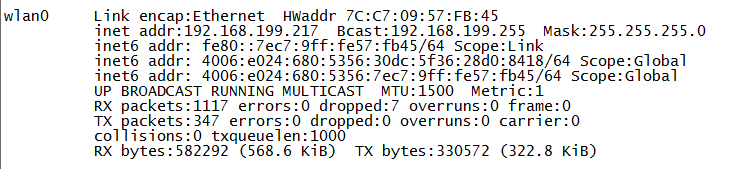 wlan0 Link encap:Ethernet HWaddr 7C:C7:09:57:FB:45
inet addr:192.168.199.217 Bcast:192.168.199.255 Mask:255.255.255.0
inet6 addr: fe80::7ec7:9ff:fe57:fb45/64 Scope:Link
inet6 addr: 4006:e024:680:5356:30dc:5f36:28d0:8418/64 Scope:Global
inet6 addr: 4006:e024:680:5356:7ec7:9ff:fe57:fb45/64 Scope:Global
UP BROADCAST RUNNING MULTICAST MTU:1500 Metric:1
RX packets:1117 errors:0 dropped:7 overruns:0 frame:0
TX packets:347 errors:0 dropped:0 overruns:0 carrier:0
collisions:0 txqueuelen:1000
RX bytes:582292 (568.6 KiB) TX bytes:330572 (322.8 KiB)